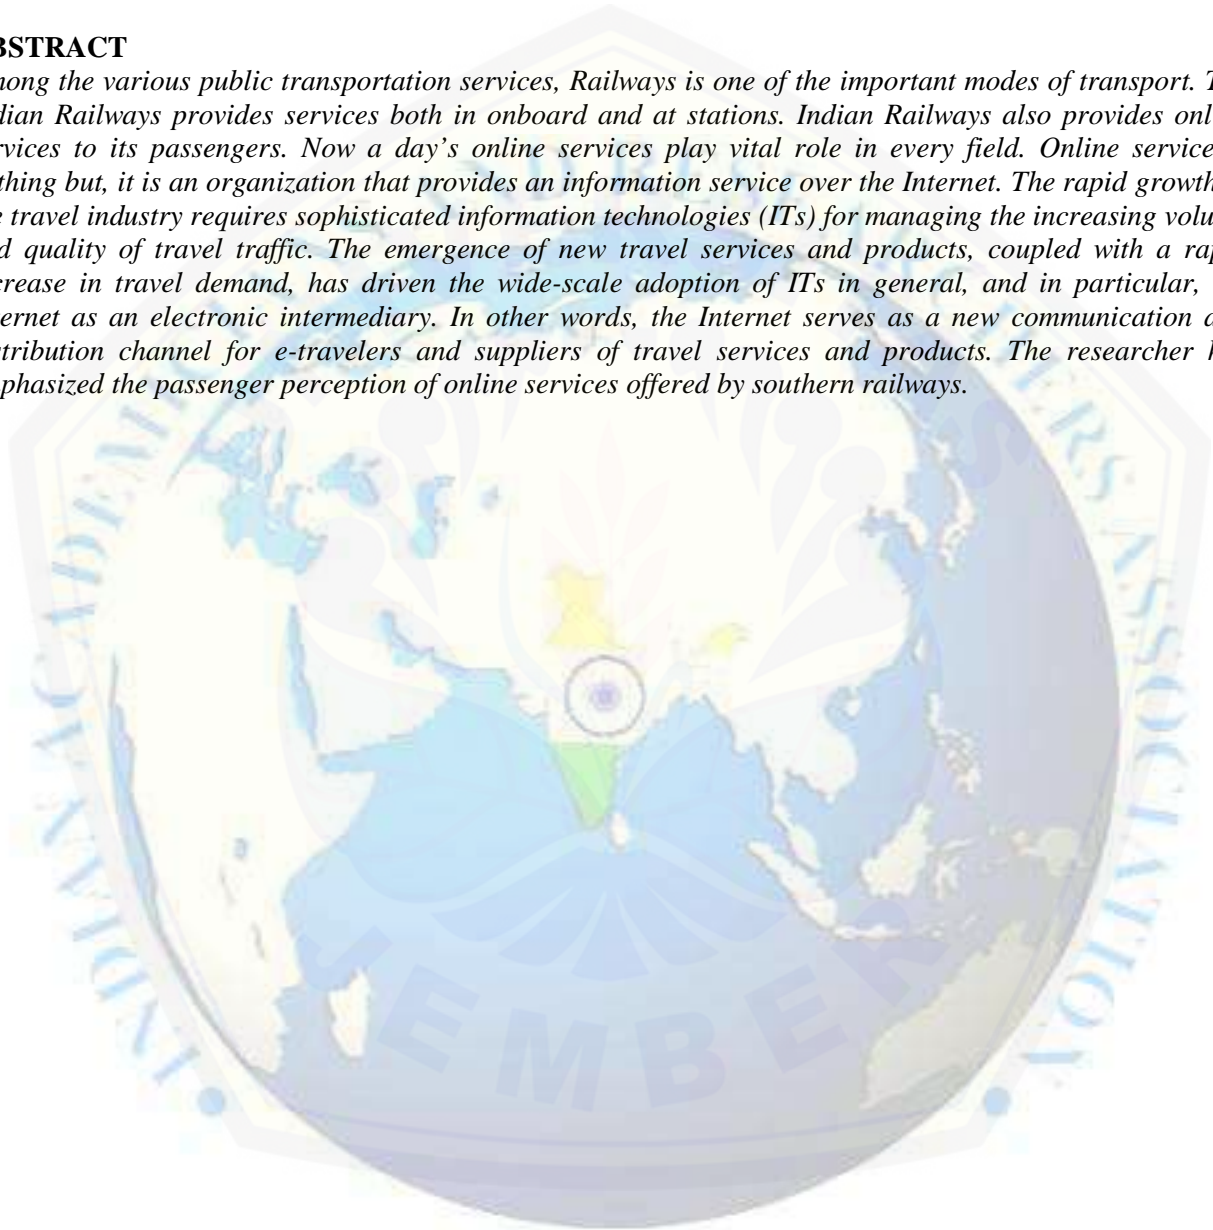 BSTRACT
nong the various public transportation services, Railways is one of the important modes of transport. T
dian Railways provides services both in onboard and at stations. Indian Railways also provides onl
rvices to its passengers. Now a day's online services play vital role in every field. Online service
thing but, it is an organization that provides an information service over the Internet. The rapid growth
e travel industry requires sophisticated information technologies (ITs) for managing the increasing volu
d quality of travel traffic. The emergence of new travel services and products, coupled with a rap
crease in travel demand, has driven the wide-scale adoption of ITs in general, and in particular,
ernet as an electronic intermediary. In other words, the Internet serves as a new communication a
tribution channel for e-travelers and suppliers of travel services and products. The researcher h
phasized the passenger perception of online services offered by southern railways.
INDIAN ACADEMICIANS AND RESEARCHERS ASSOCIATION
JEMBER